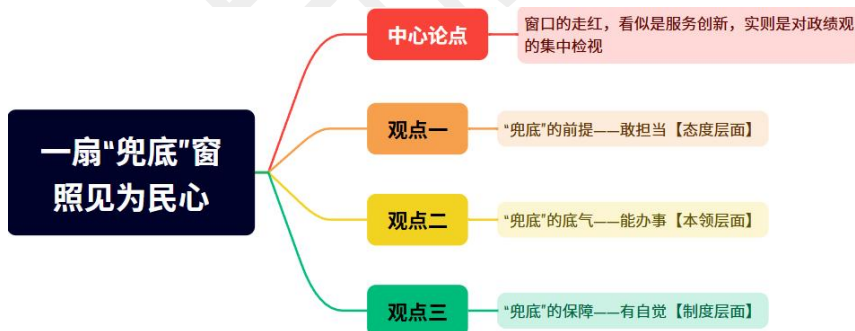 一扇“兜底”窗
照见为民心
中心论点
窗口的走红，看似是服务创新，实则是对政绩观
的集中检视
观点一
“兜底”的前提——敢担当【态度层面】
观点二
“兜底”的底气——能办事【本领层面】
观点三
“兜底”的保障——有自觉【制度层面】